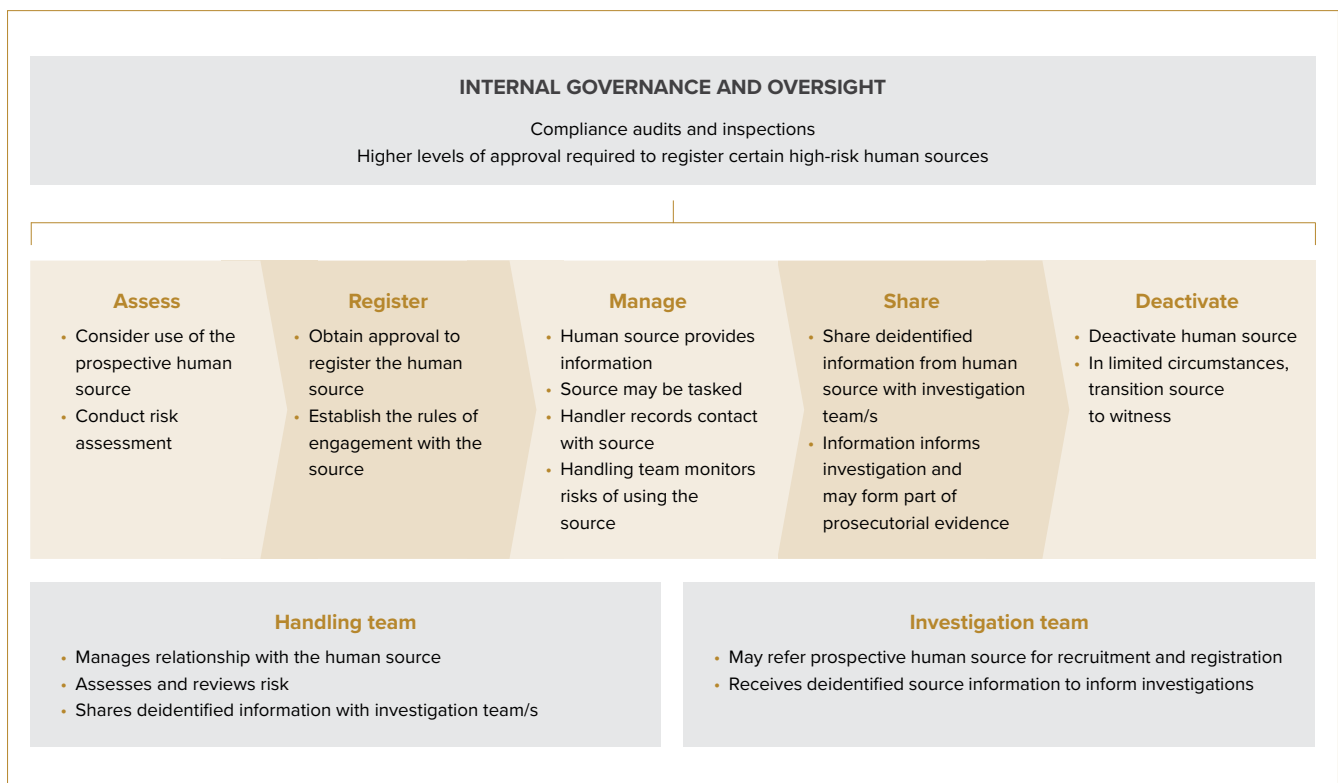 INTERNAL GOVERNANCE AND OVERSIGHT
Compliance audits and inspections
Higher levels of approval required to register certain high-risk human sources
Assess
• Consider use of the
prospective human
source
• Conduct risk
assessment
Register
• Obtain approval to
register the human
source
• Establish the rules of
engagement with the
source
Manage
• Human source provides
information
• Source may be tasked
• Handler records contact
with source
• Handling team monitors
risks of using the
source
Share
• Share deidentified
information from human
source with investigation
team/s
• Information informs
investigation and
may form part of
prosecutorial evidence
Deactivate
• Deactivate human source
• In limited circumstances,
transition source
to witness
Handling team
• Manages relationship with the human source
• Assesses and reviews risk
• Shares deidentified information with investigation team/s
Investigation team
• May refer prospective human source for recruitment and registration
• Receives deidentified source information to inform investigations